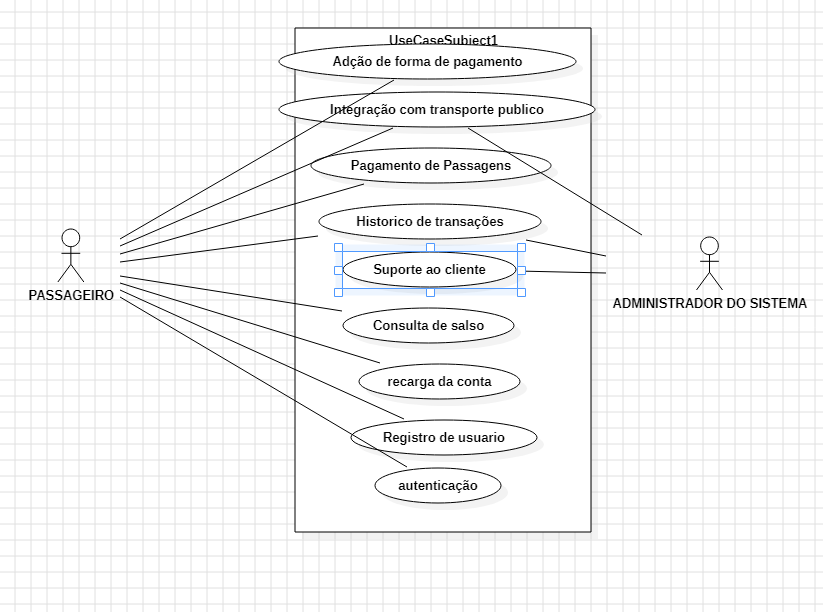 UseCaseSubject1
Adção de forma de pagamento
Integração com transporte publico
Pagamento de Passagens
Historico de transações
Suporte ao cliente
PASSAGEIRO
ADMINISTRADOR DO SISTEMA
Consulta de salso
recarga da conta
Registro de usuario
autenticação